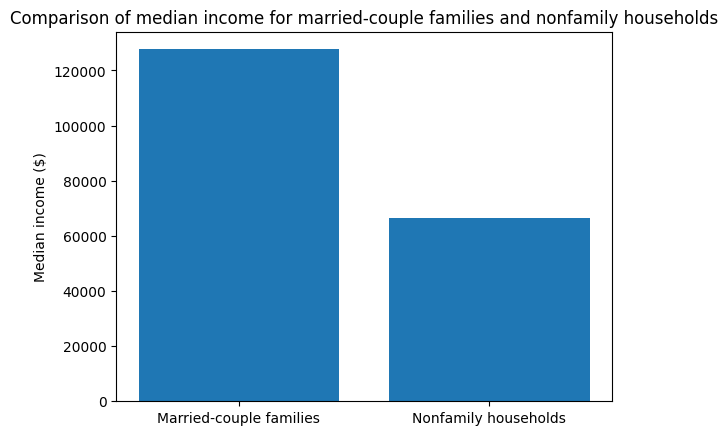 Comparison of median income for married-couple families and nonfamily households
Median income ($)
120000
100000
80000
60000
40000
20000
0
Married-couple families
Nonfamily households